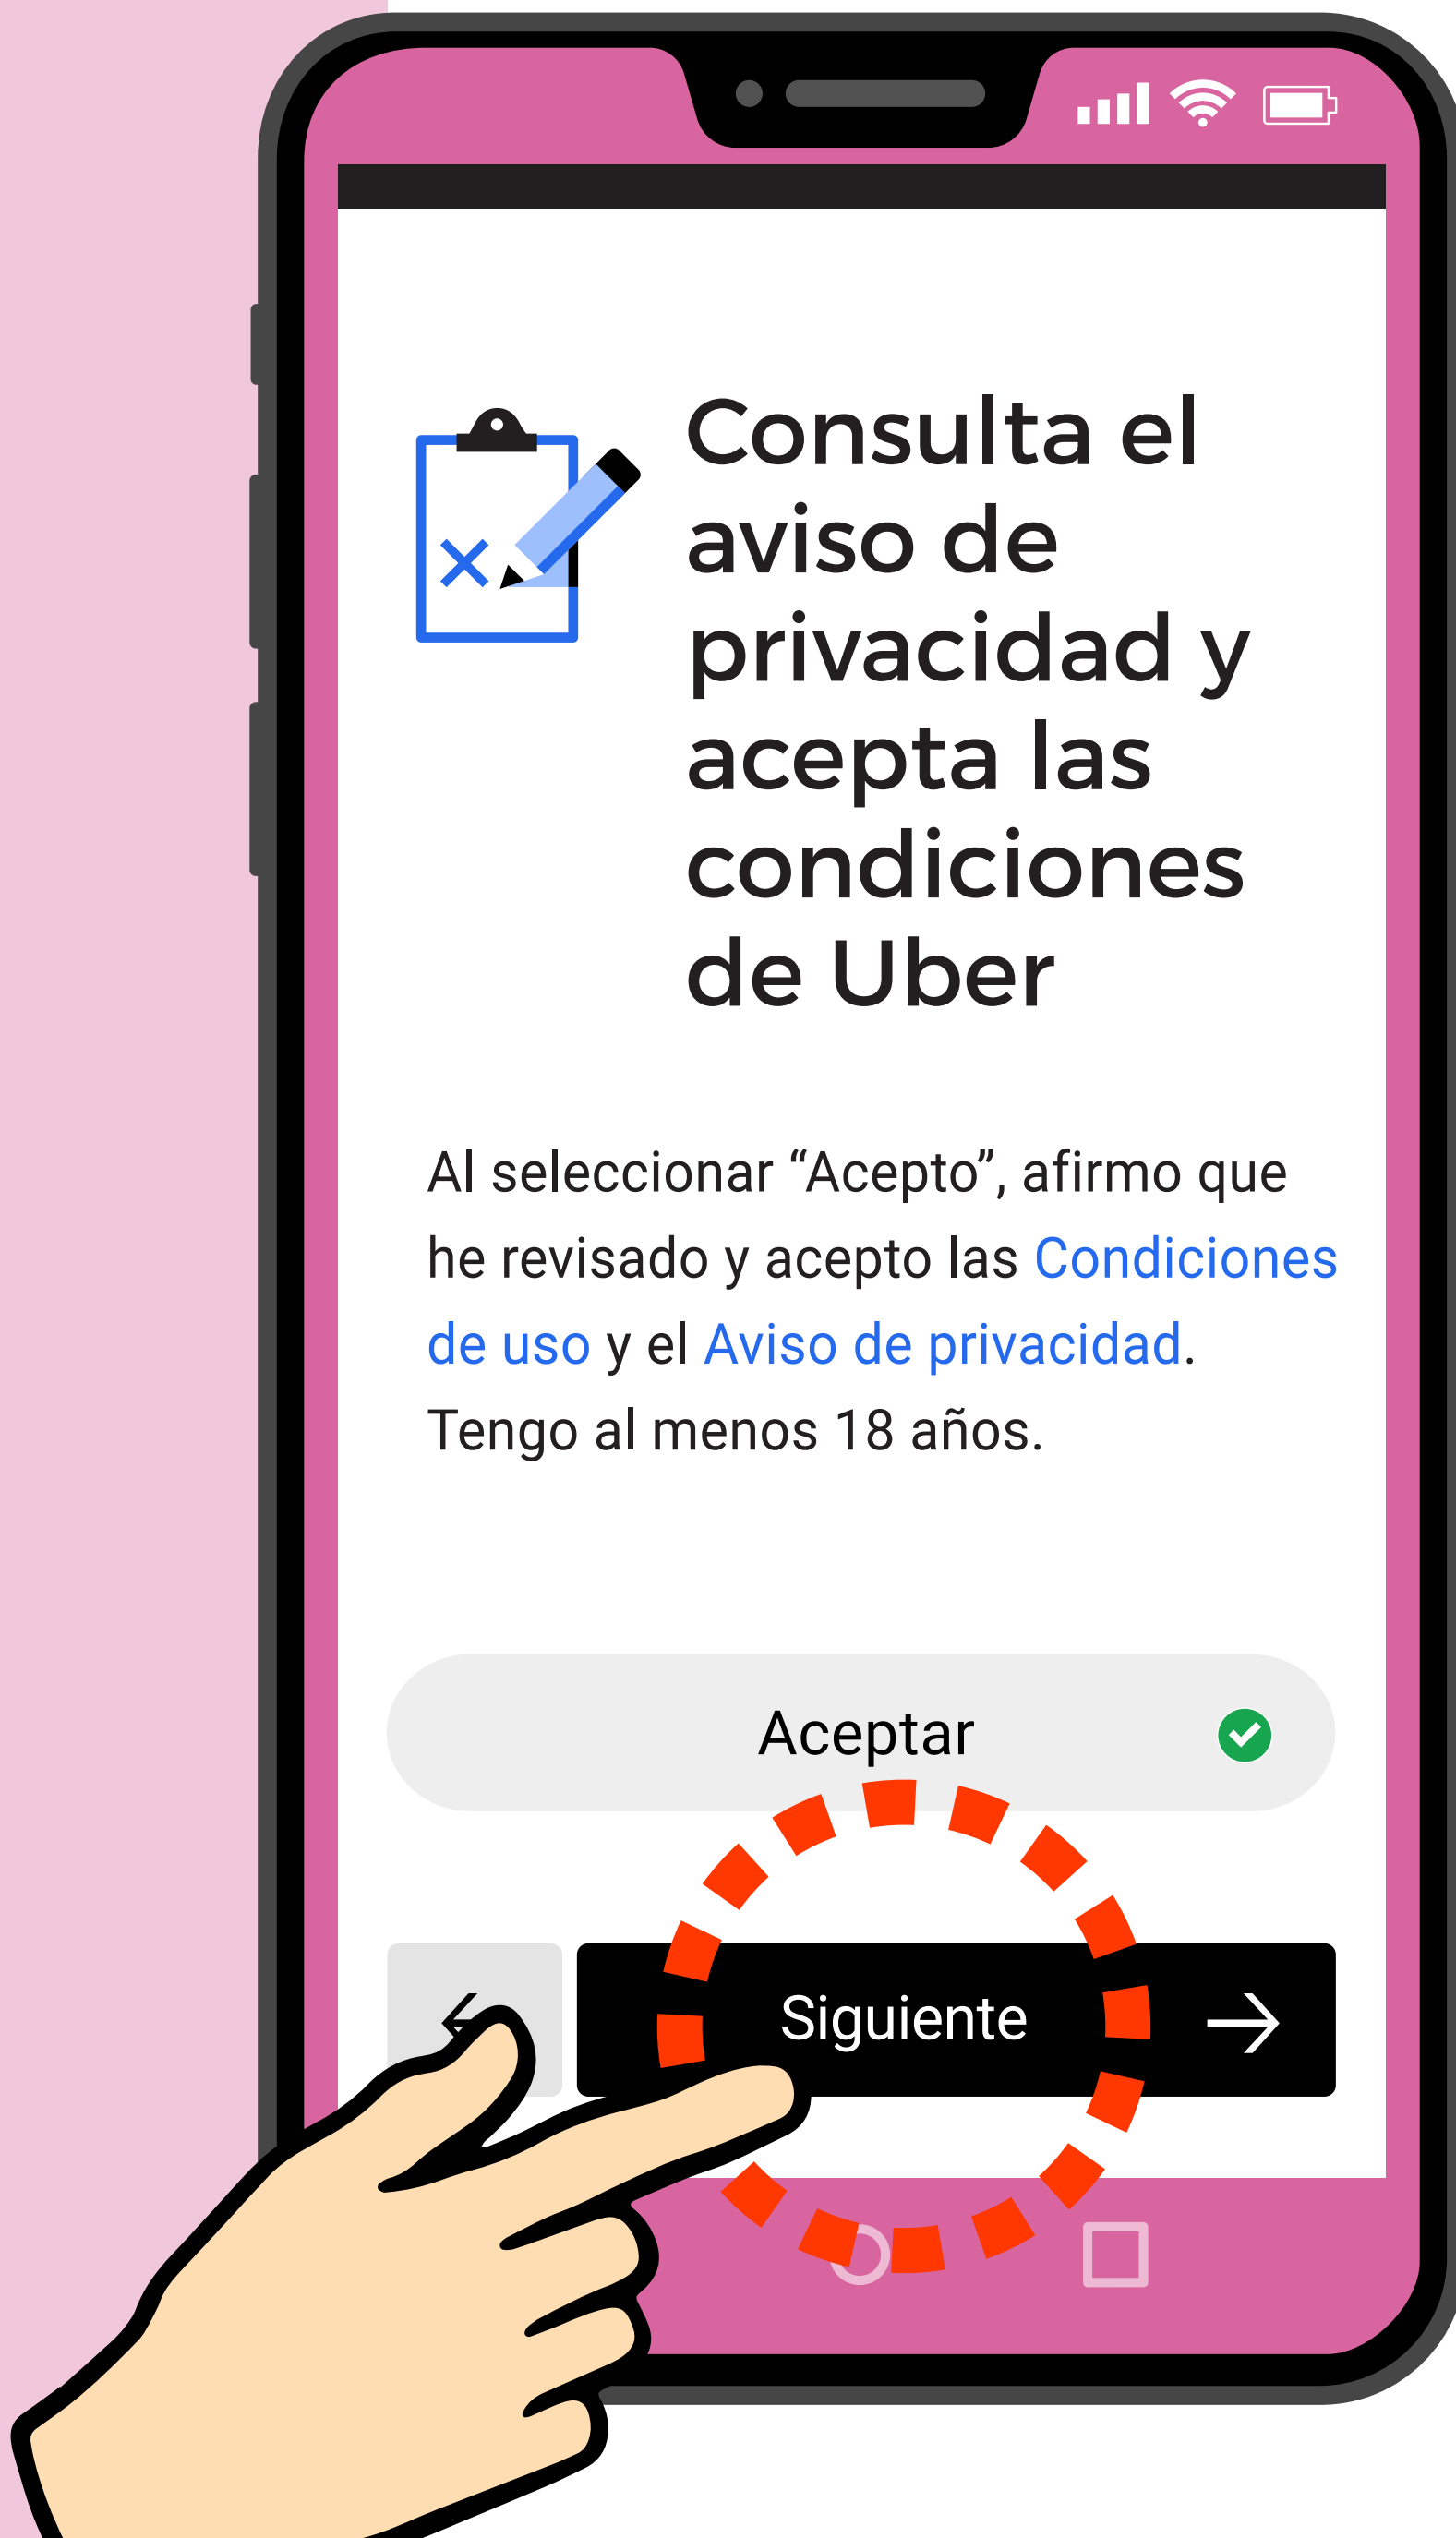 Consulta el
aviso de
privacidad y
acepta las
condiciones
de Uber
Al seleccionar “Acepto”, afirmo que
he revisado y acepto las Condiciones
de uso y el Aviso de privacidad.
Tengo al menos 18 años.
Aceptar
Siguiente